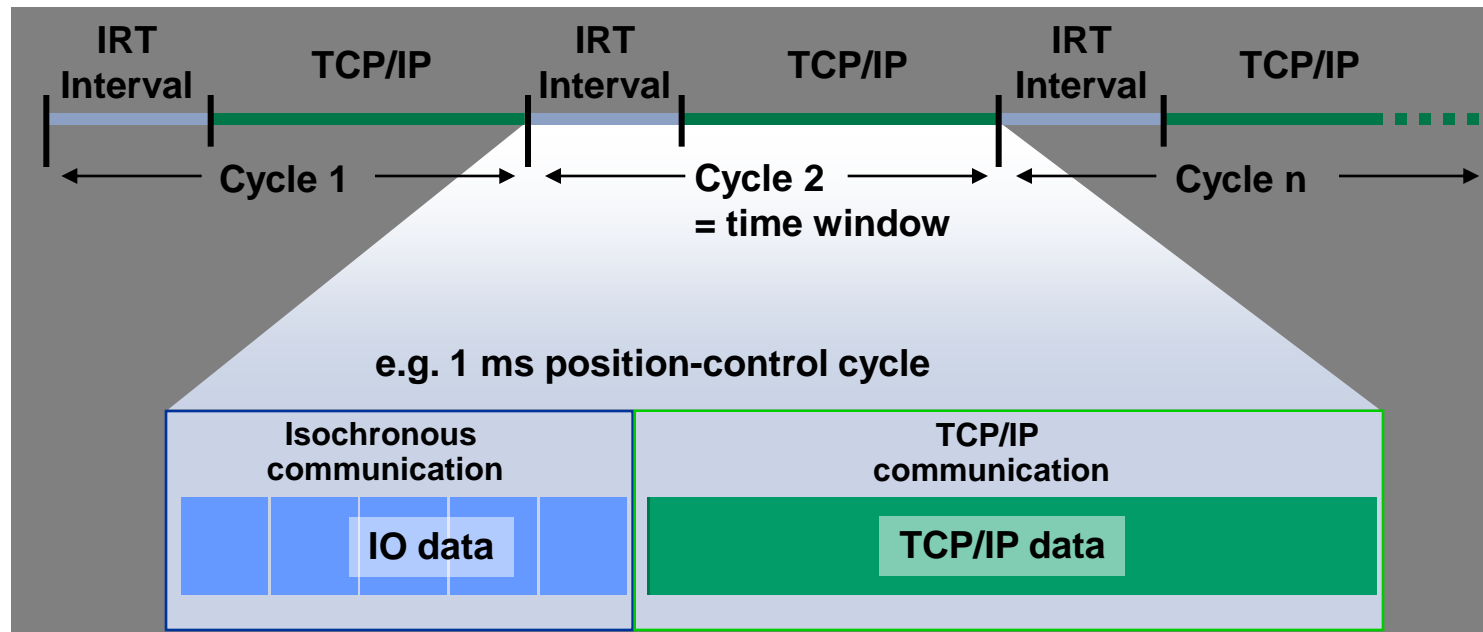 IRT
Interval
TCP/IP
IRT
Interval
TCP/IP
IRT
Interval
TCP/IP
Cycle 1
Cycle 2
= time window
Cycle n
e.g. 1 ms position-control cycle
Isochronous
communication
IO data
TCP/IP
communication
TCP/IP data